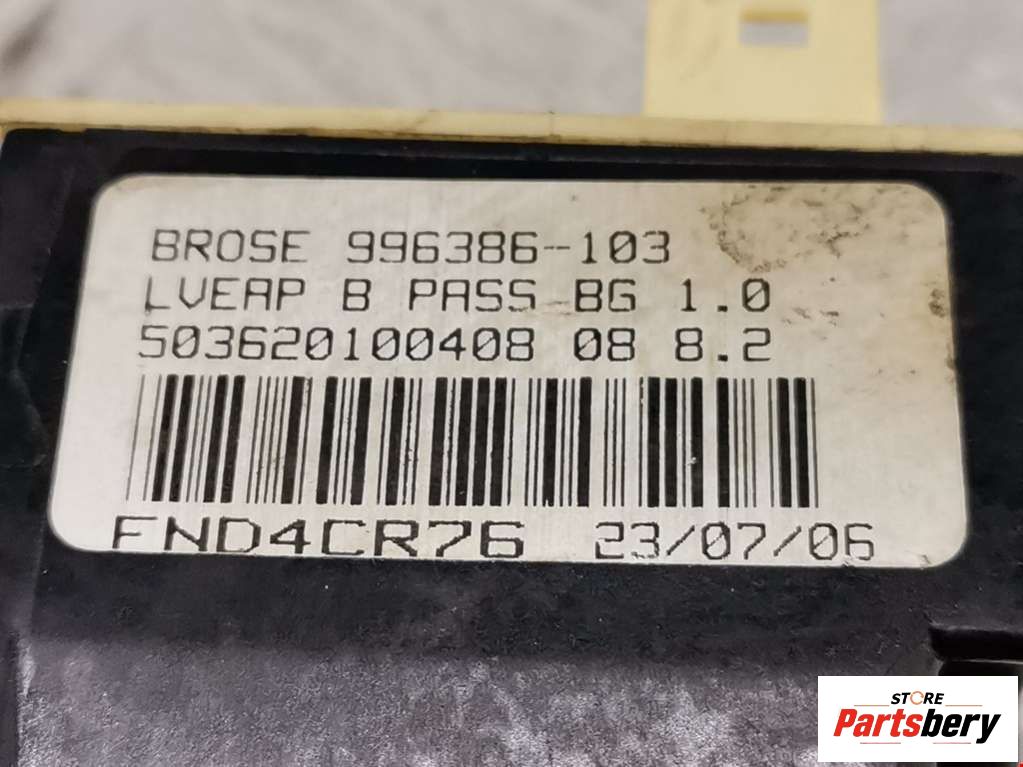 BROSE 996386-103
LVEAP B PASS BG 1.0
503620100408 08 8.2
FND4CR76 23/07/06
STORE
Partsbery